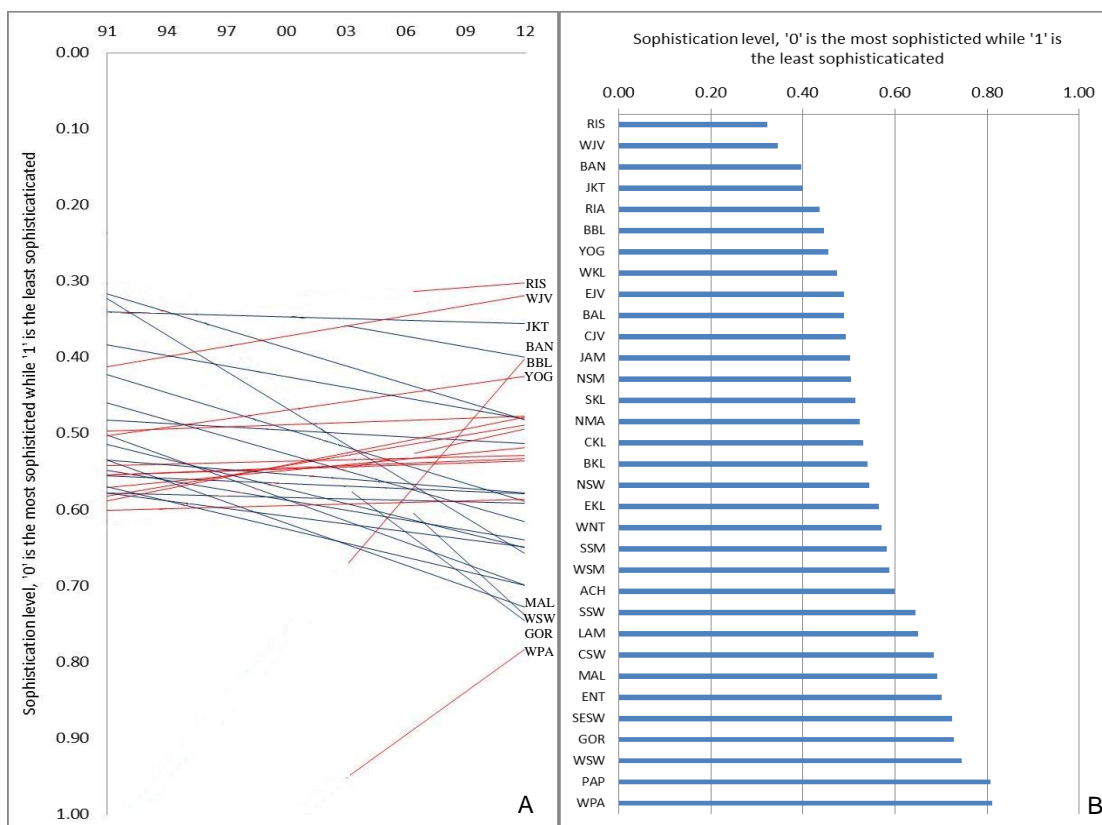 91 94 97 00 03 06 09 12
0.00
0.10
0.20
0.30
0.40
0.50
0.60
0.70
0.80
0.90
1.00
Sophistication level, '0' is the most sophisticted while '1' is the least sophisticaticated
RIS
WJV
JKT
BAN
BBL
YOG
MAL
WSW
GOR
WPA
A
Sophistication level, '0' is the most sophisticted while '1' is
the least sophisticaticated
0.00 0.20 0.40 0.60 0.80 1.00
RIS
WJV
BAN
JKT
RIA
BBL
YOG
WKL
EJV
BAL
CJV
JAM
NSM
SKL
NMA
CKL
BKL
NSW
EKL
WNT
SSM
WSM
ACH
SSW
LAM
CSW
MAL
ENT
SESW
GOR
WSW
PAP
WPA
B